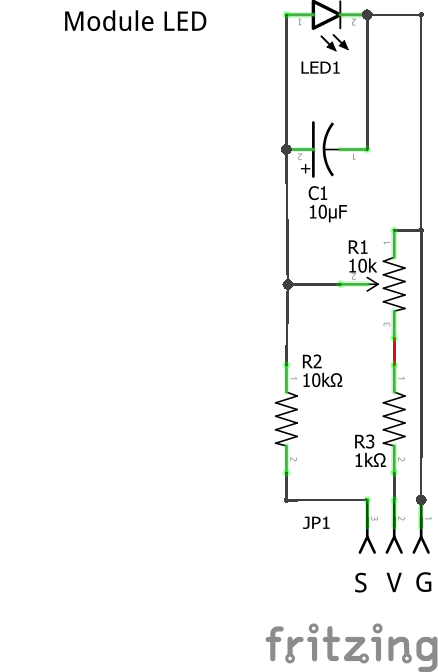 Module LED
1
2
LED1
2
1
+
C1
10µF
1
R1
10k
2
3
R2
10kΩ
1
1
R3
1kΩ
2
2
JP1
3
2
1
S V G
fritzing